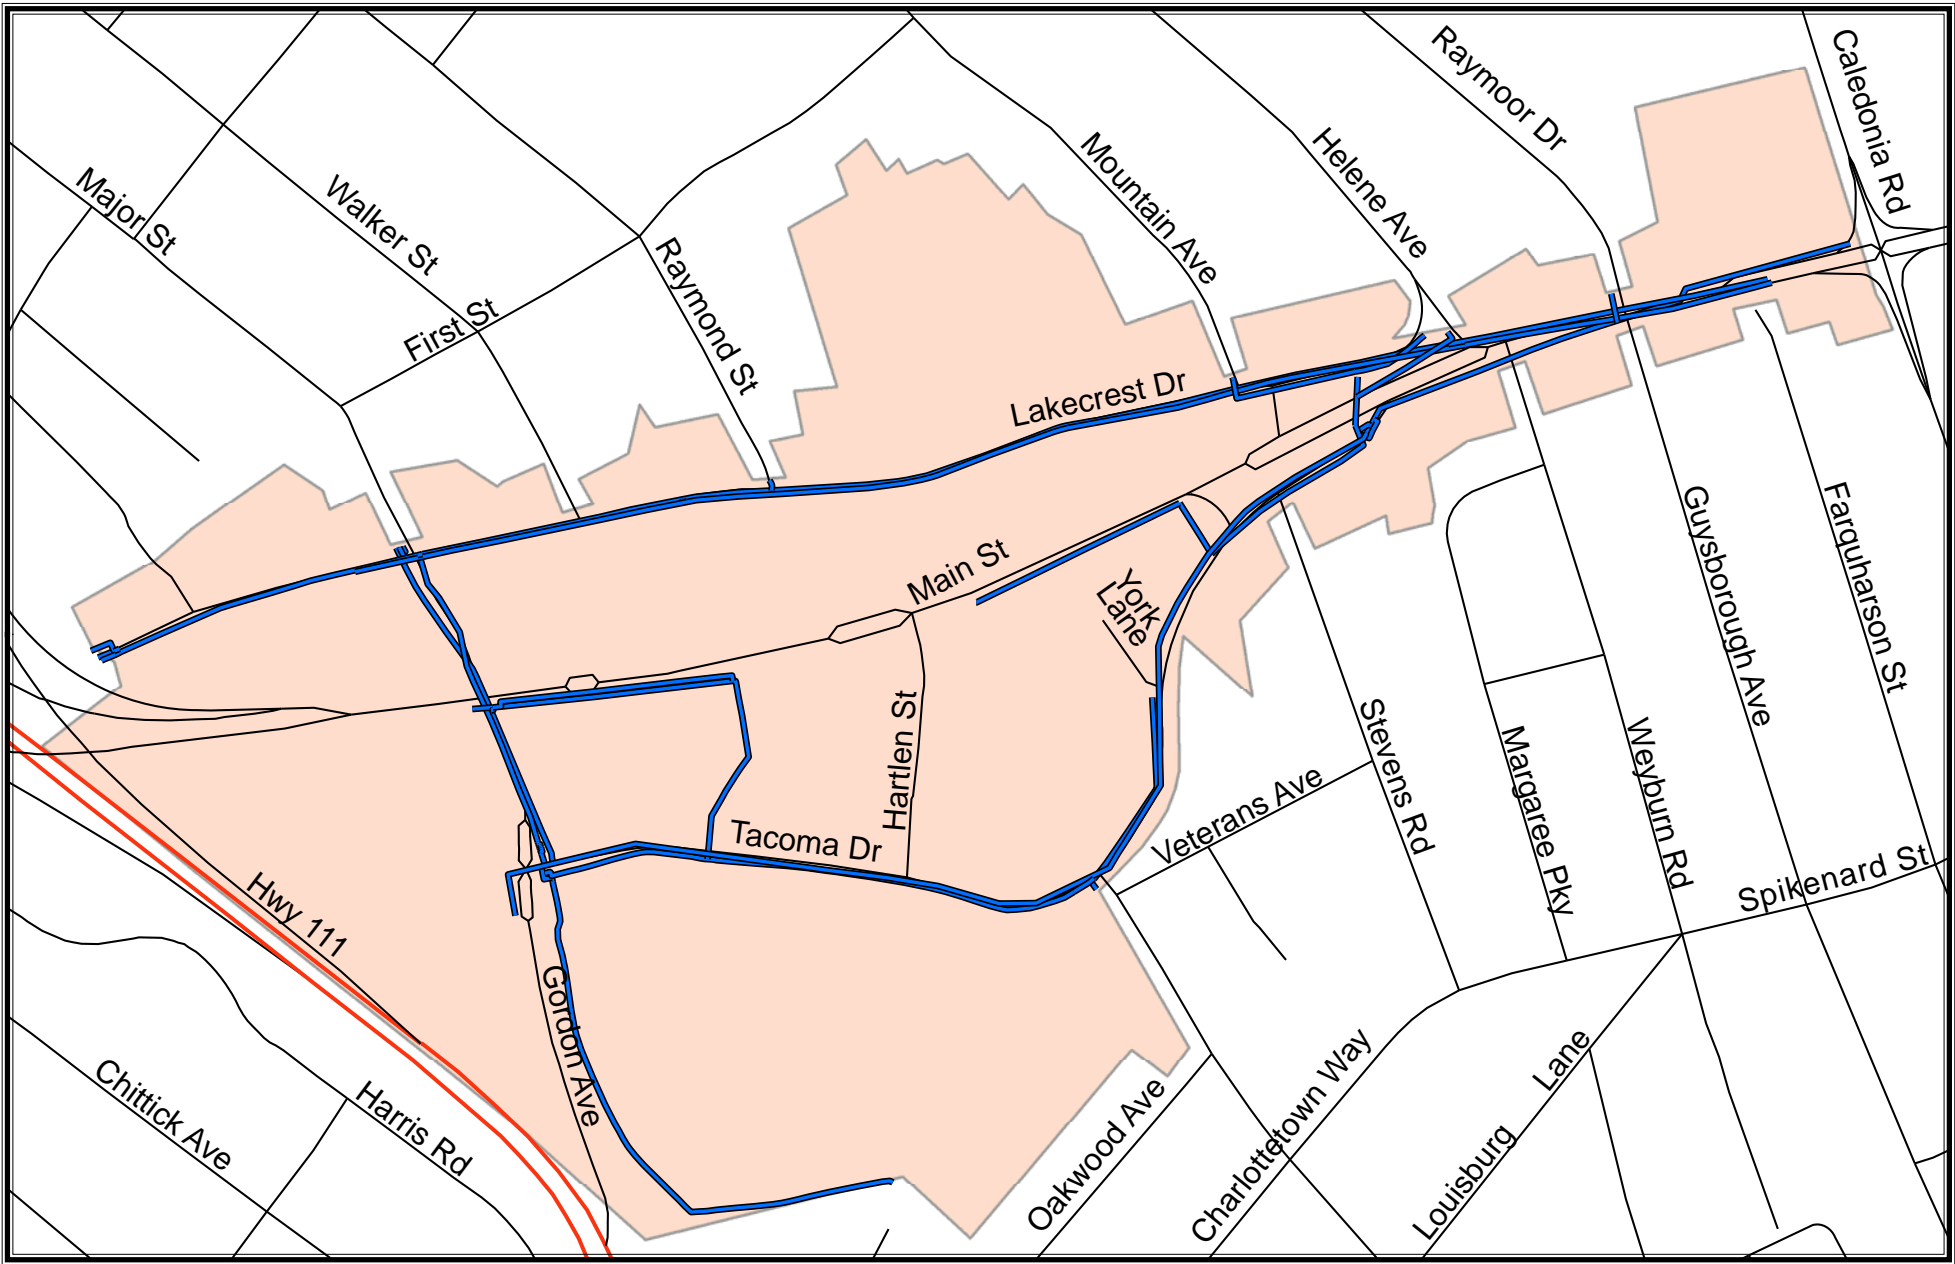 Raymoor Dr
Caledonia Rd
Helene Ave
Mountain Ave
Major St
Walker St
First St
Raymond St
Lakecrest Dr
Main St
York
Lane
Guysborough Ave
Farquharson St
Hartlen St
Stevens Rd
Margaree Pky
Weyburn Rd
Veterans Ave
Tacoma Dr
Spikenard St
Hwy 111
Gordon Ave
Chittick Ave
Harris Rd
Oakwood Ave
Charlottetown Way
Louisburg Lane